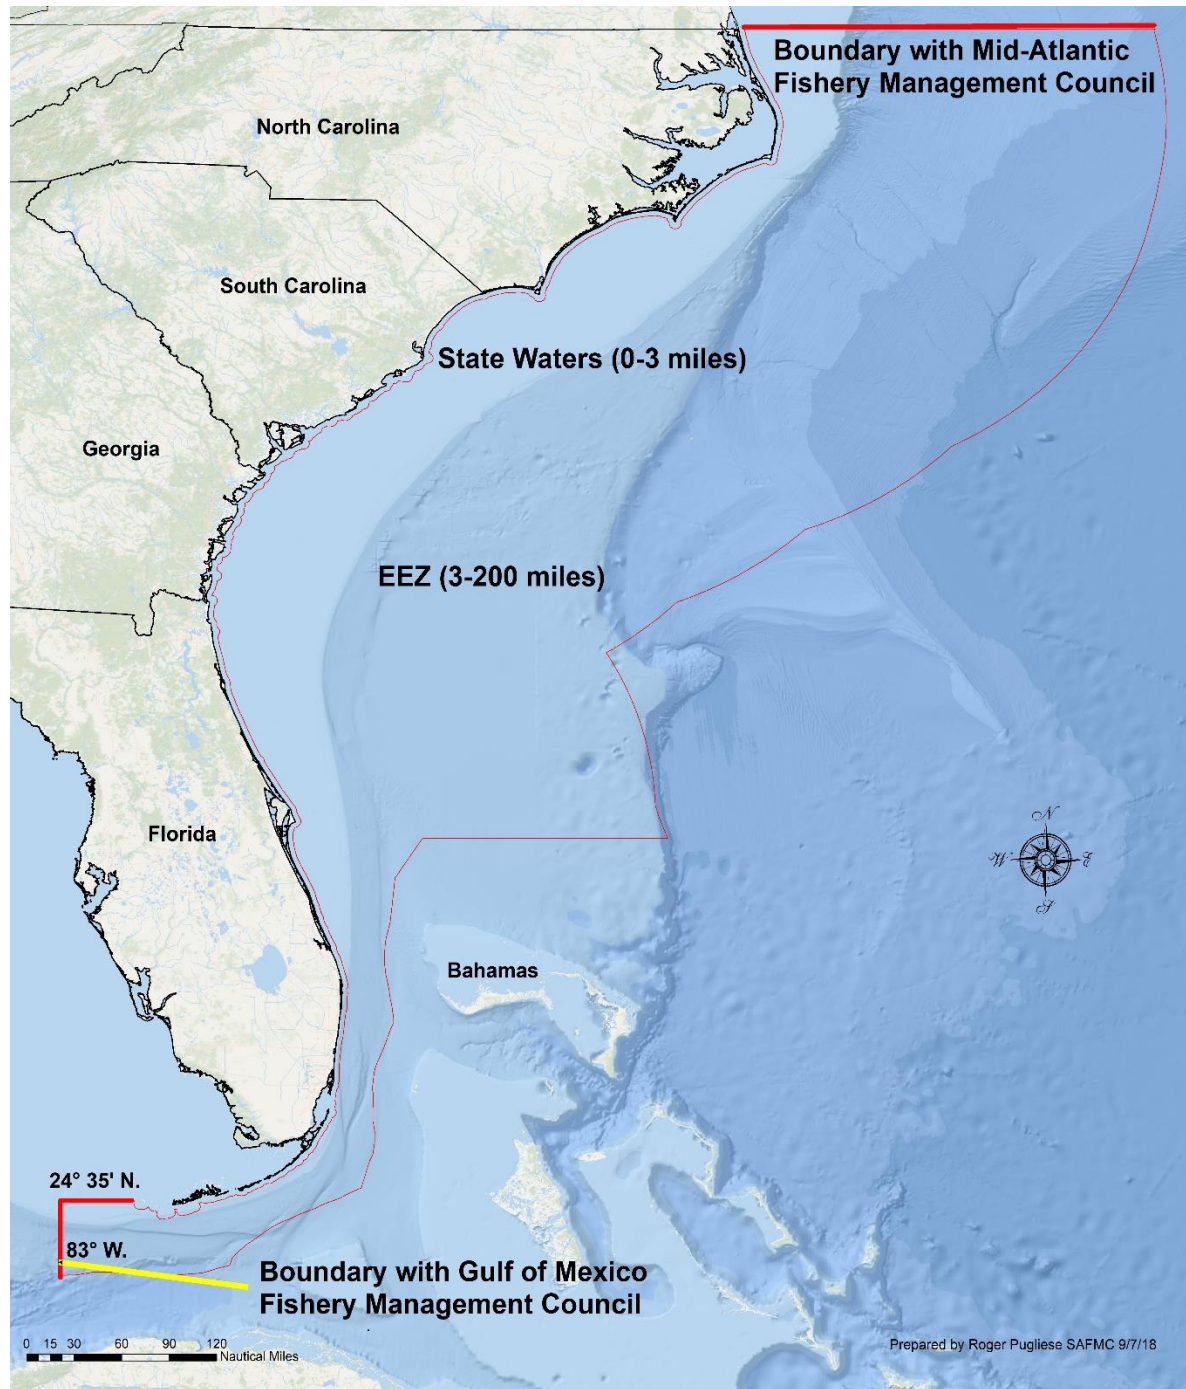 Boundary with Mid-Atlantic
Fishery Management Council
North Carolina
South Carolina
State Waters (0-3 miles)
Georgia
EEZ (3-200 miles)
Florida
N
W
E
S
Bahamas
24° 35' N.
83° W.
Boundary with Gulf of Mexico
Fishery Management Council
0 15 30 60 90 120
Nautical Miles
Prepared by Roger Pugliese SAFMC 9/7/18